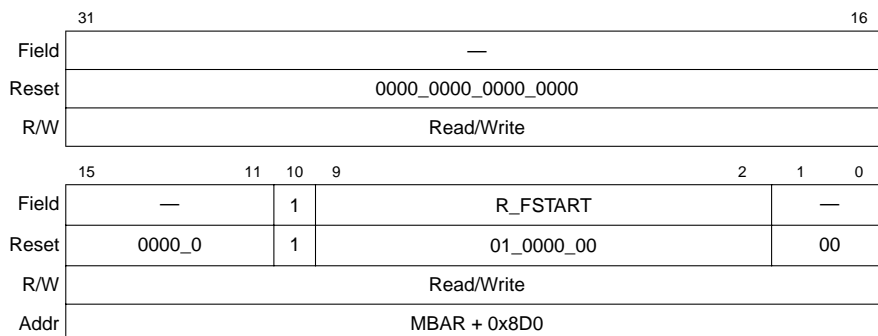 31 16
Field —
Reset 0000_0000_0000_0000
R/W Read/Write
15 11 10 9 2 1 0
Field — 1 R_FSTART —
Reset 0000_0 1 01_0000_00 00
R/W Read/Write
Addr MBAR + 0x8D0